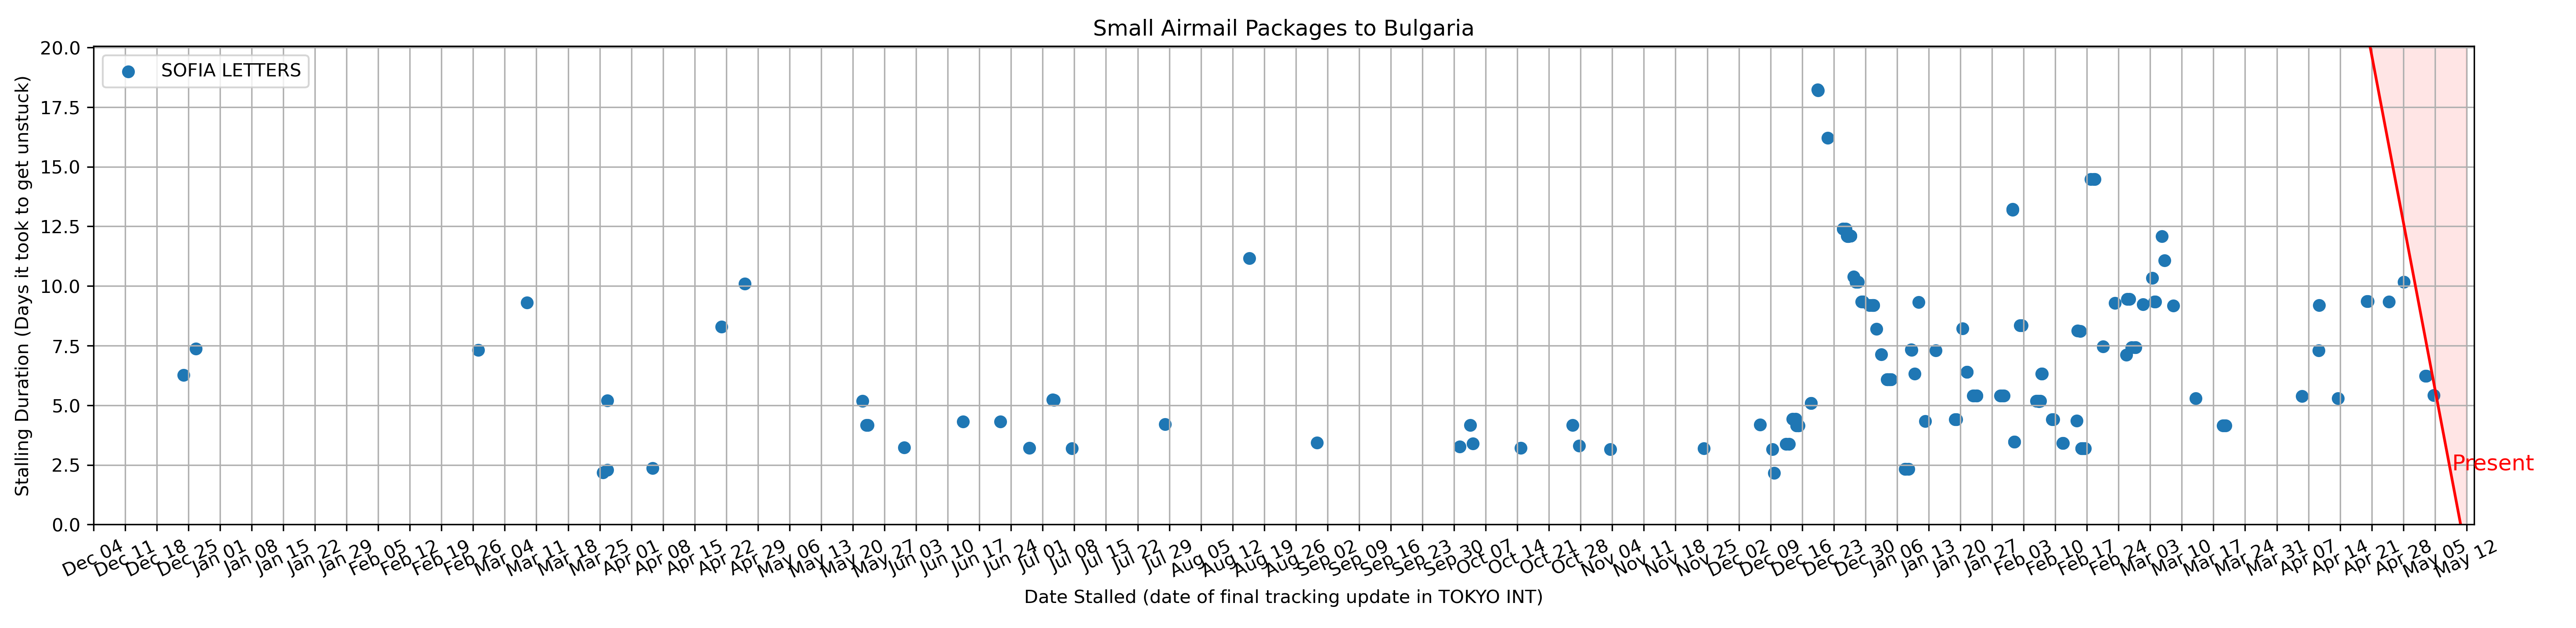 Small Airmail Packages to Bulgaria
SOFIA LETTERS
Stalling Duration (Days it took to get unstuck)
20.0
17.5
15.0
12.5
10.0
7.5
5.0
2.5
0.0
Present
Dec 04
Dec 11
Dec 18
Dec 25
Jan 01
Jan 08
Jan 15
Jan 22
Jan 29
Feb 05
Feb 12
Feb 19
Feb 26
Mar 04
Mar 11
Mar 18
Mar 25
Apr 01
Apr 08
Apr 15
Apr 22
Apr 29
May 06
May 13
May 20
May 27
Jun 03
Jun 10
Jun 17
Jun 24
Jul 01
Jul 08
Jul 15
Jul 22
Jul 29
Aug 05
Aug 12
Aug 19
Aug 26
Sep 02
Sep 09
Sep 16
Sep 23
Sep 30
Oct 07
Oct 14
Oct 21
Oct 28
Nov 04
Nov 11
Nov 18
Nov 25
Dec 02
Dec 09
Dec 16
Dec 23
Dec 30
Jan 06
Jan 13
Jan 20
Jan 27
Feb 03
Feb 10
Feb 17
Feb 24
Mar 03
Mar 10
Mar 17
Mar 24
Mar 31
Apr 07
Apr 14
Apr 21
Apr 28
May 05
May 12
Date Stalled (date of final tracking update in TOKYO INT)